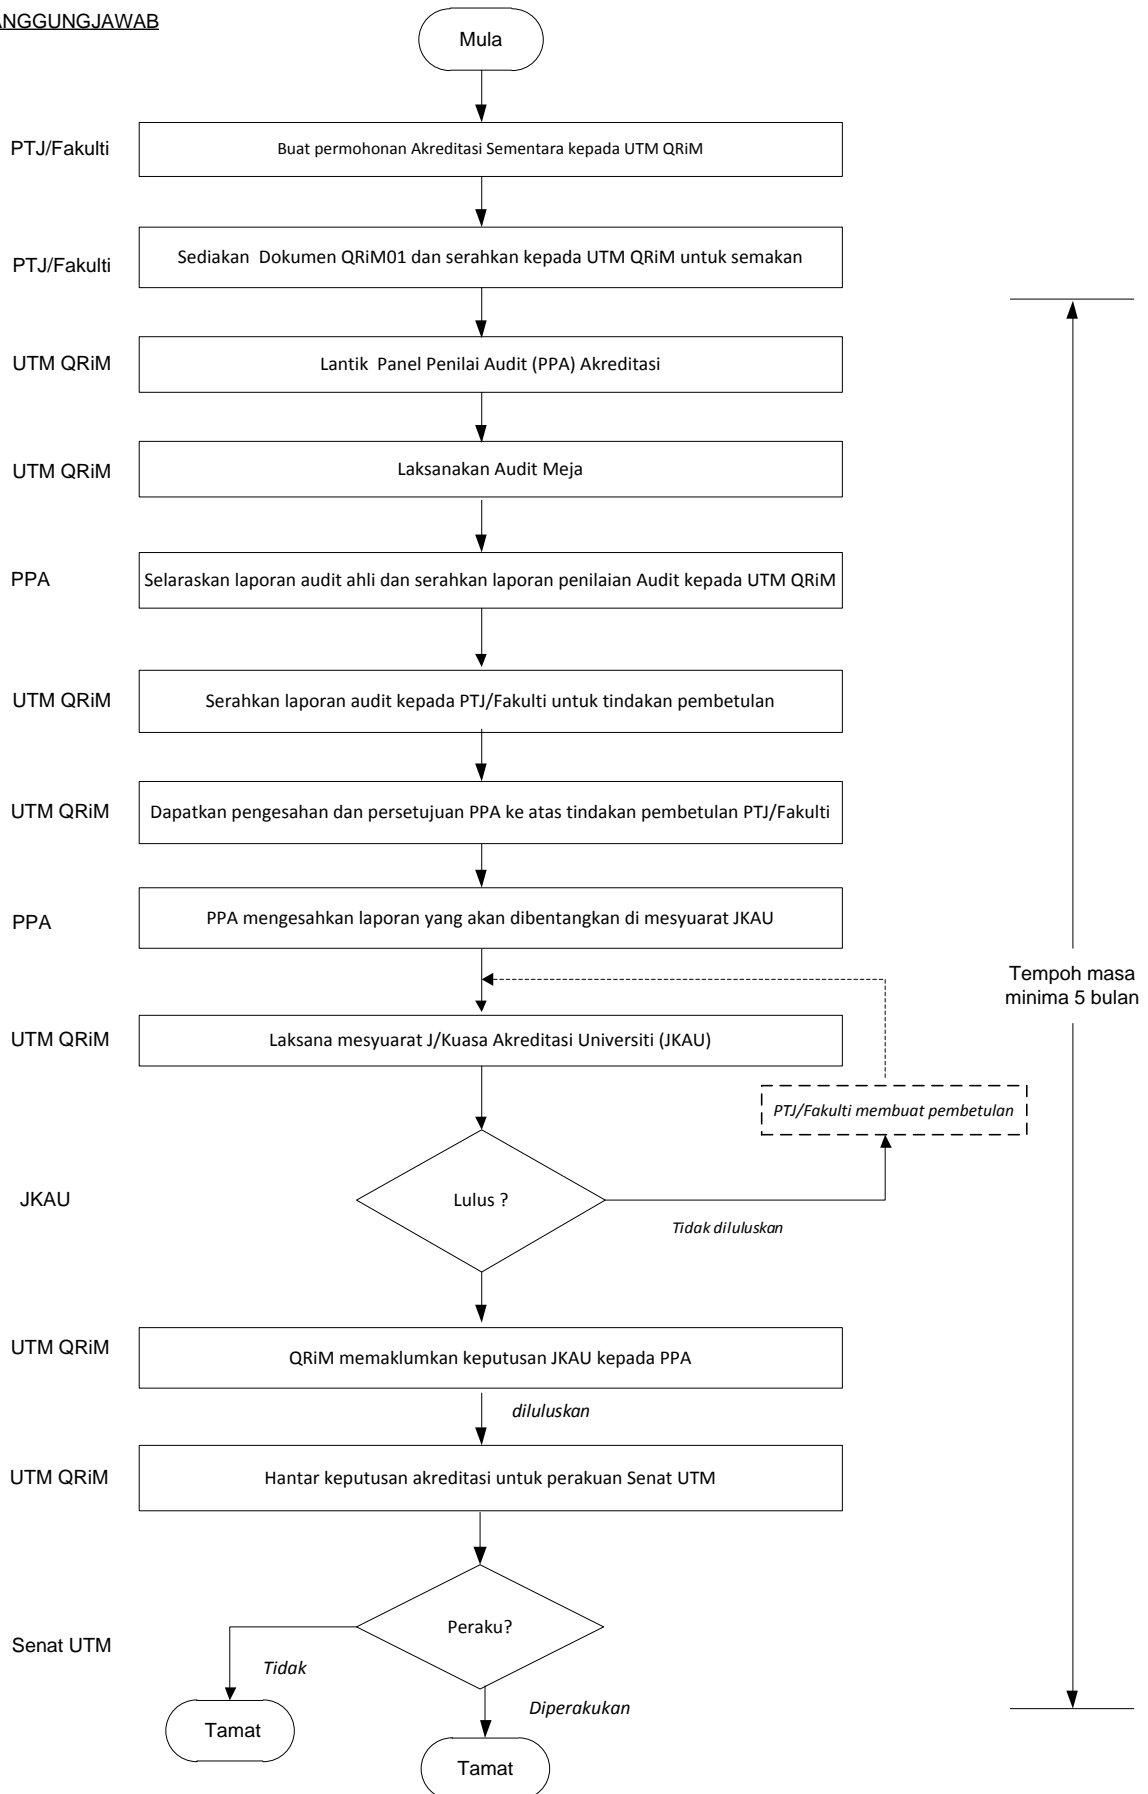 ANGGUNGJAWAB
Mula
PTJ/Fakulti
Buat permohonan Akreditasi Sementara kepada UTM QRiM
PTJ/Fakulti
Sediakan Dokumen QRiM01 dan serahkan kepada UTM QRiM untuk semakan
UTM QRiM
Lantik Panel Penilai Audit (PPA) Akreditasi
UTM QRiM
Laksanakan Audit Meja
PPA
Selaraskan laporan audit ahli dan serahkan laporan penilaian Audit kepada UTM QRiM
UTM QRiM
Serahkan laporan audit kepada PTJ/Fakulti untuk tindakan pembetulan
UTM QRiM
Dapatkan pengesahan dan persetujuan PPA ke atas tindakan pembetulan PTJ/Fakulti
PPA
PPA mengesahkan laporan yang akan dibentangkan di mesyuarat JKAU
Tempoh masa
minima 5 bulan
UTM QRiM
Laksana mesyuarat J/Kuasa Akreditasi Universiti (JKAU)
PTJ/Fakulti membuat pembetulan
JKAU
Lulus ?
Tidak diluluskan
UTM QRiM
QRiM memaklumkan keputusan JKAU kepada PPA
diluluskan
UTM QRiM
Hantar keputusan akreditasi untuk perakuan Senat UTM
Senat UTM
Peraku?
Tidak
Diperakukan
Tamat
Tamat